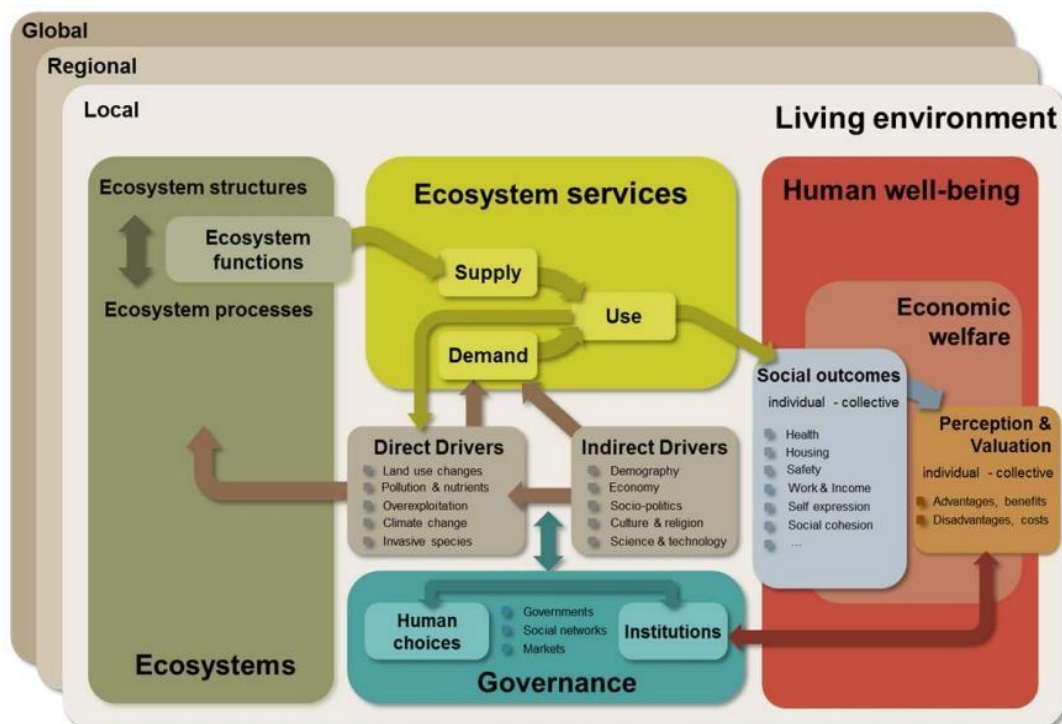 Global
Regional
Local
Living environment
Ecosystem structures
Ecosystem
functions
Ecosystem processes
Ecosystems
Ecosystem services
Supply
Use
Demand
Human well-being
Economic
welfare
Social outcomes
individual - collective
Health
Housing
Safety
Work & Income
Self expression
Social cohesion
...
Perception &
Valuation
individual - collective
Advantages, benefits
Disadvantages, costs
Direct Drivers
Land use changes
Pollution & nutrients
Overexploitation
Climate change
Invasive species
Indirect Drivers
Demography
Economy
Socio-politics
Culture & religion
Science & technology
Human
choices
Governments
Social networks
Markets
Institutions
Governance